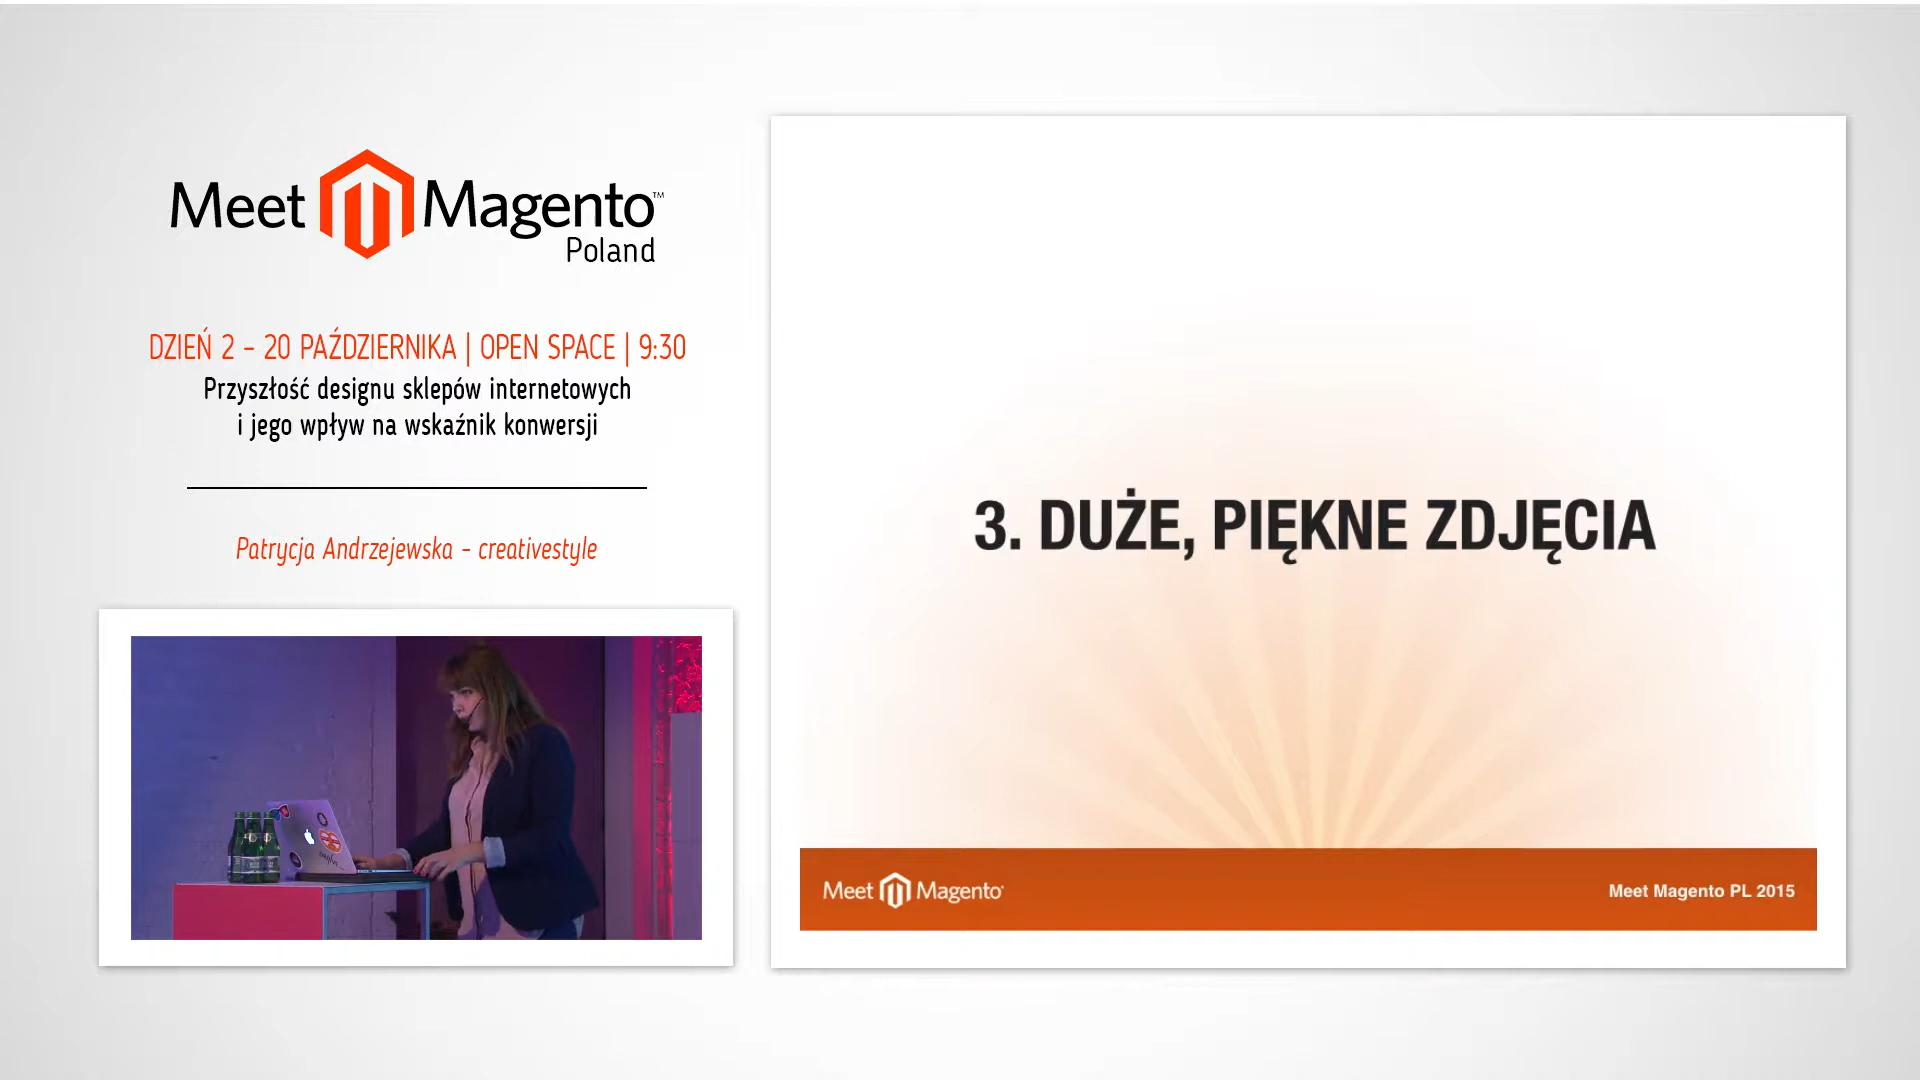 Meet Magento™
Poland
DZIEŃ 2 – 20 PAŹDZIERNIKA | OPEN SPACE | 9:30
Przyszłość designu sklepów internetowych
i jego wpływ na wskaźnik konwersji
Patrycja Andrzejewska - creativestyle
3. DUŻE, PIĘKNE ZDJĘCIA
Meet Magento
Meet Magento PL 2015